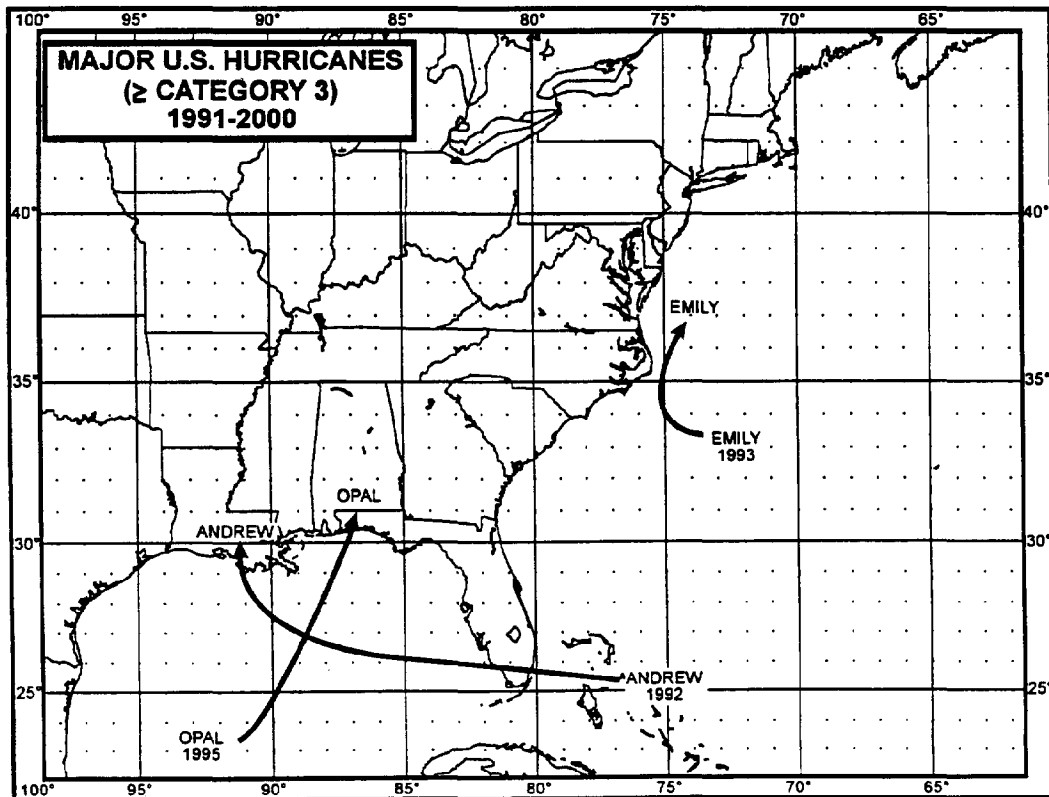 100° 95° 90° 85° 80° 75° 70° 65°
MAJOR U.S. HURRICANES
(≥ CATEGORY 3)
1991-2000
40° 40°
EMILY
35° 35°
EMILY
1993
OPAL
ANDREW
30° 30°
25° 25°
ANDREW
1992
OPAL
1995
95° 90° 85° 80° 75° 70° 65°